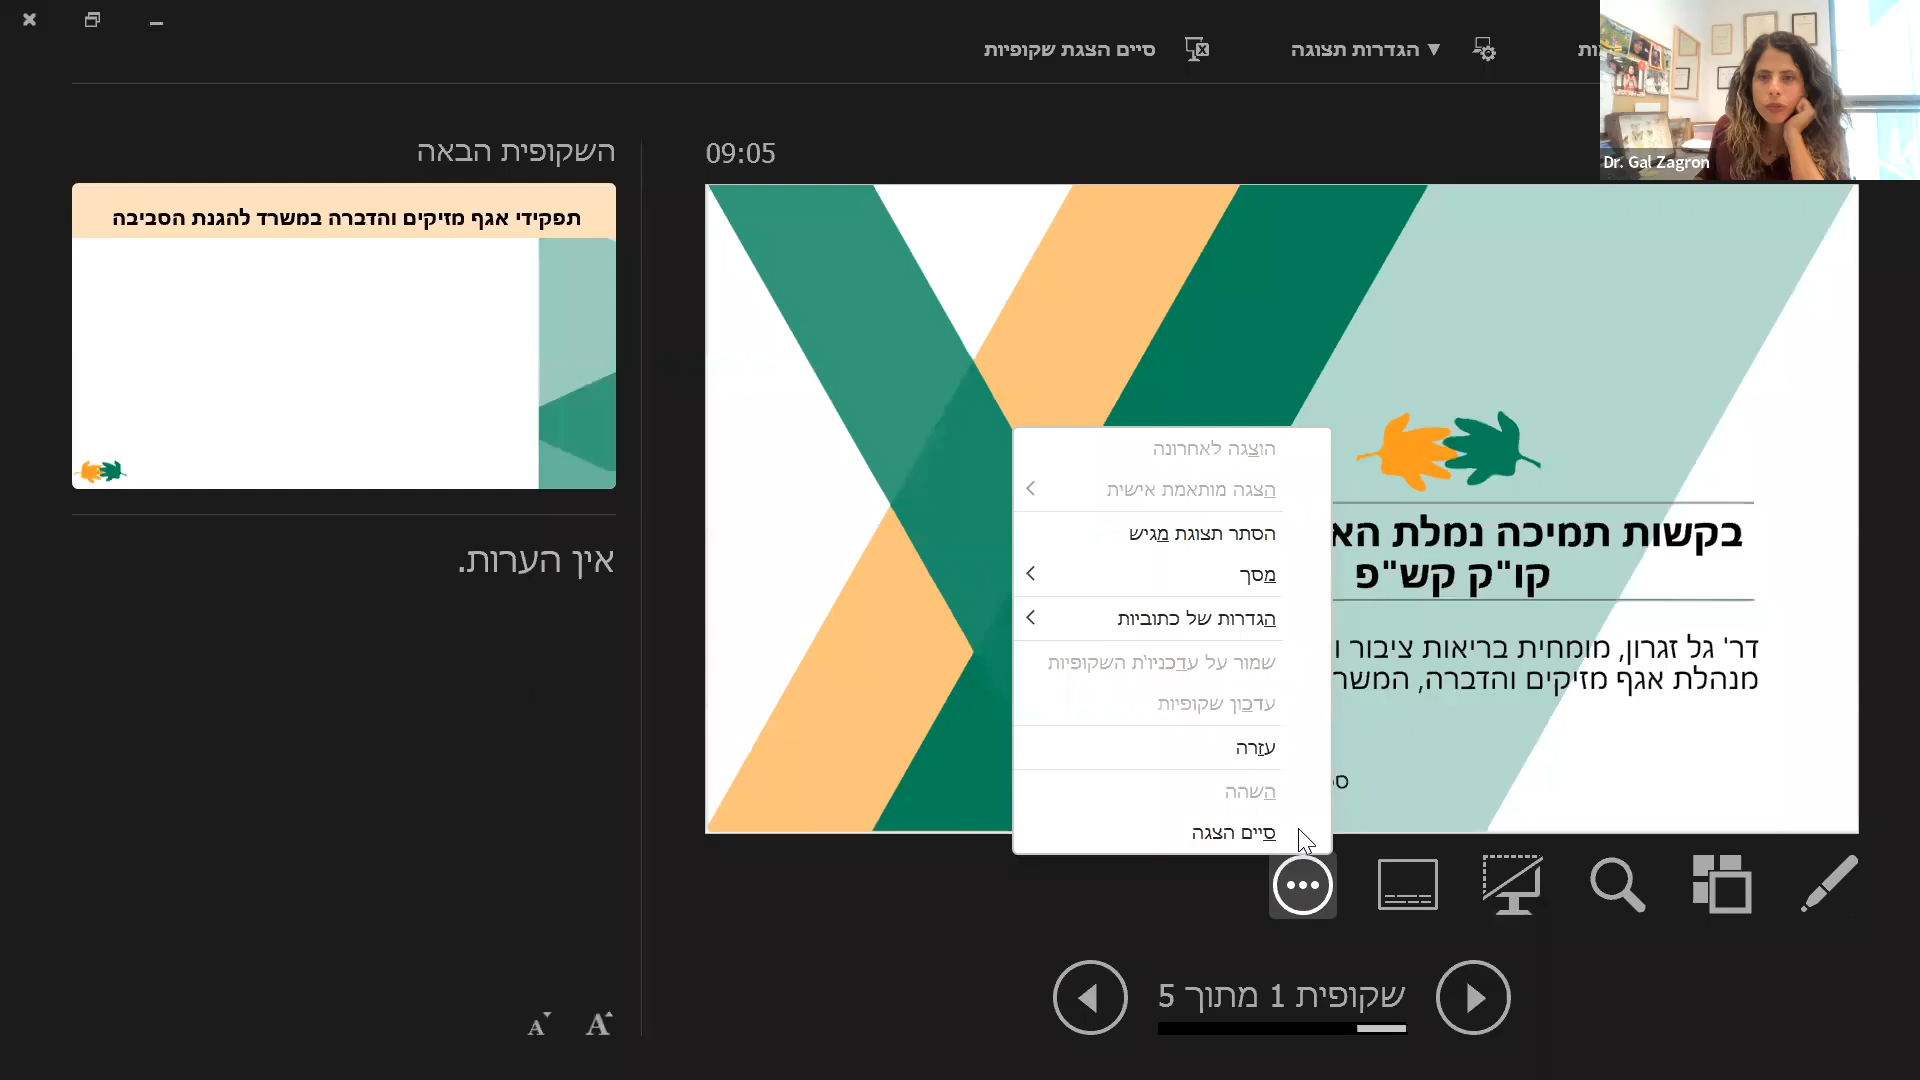 סיים הצגת שקופיות
הגדרות תצוגה ▼
Dr. Gal Zagron
השקופית הבאה
09:05
תפקידי אגף מזיקים והדברה במשרד להגנת הסביבה
אין הערות.
בקשות תמיכה נמלת הא
קו"ק קש"פ
דר' גל זגרון, מומחית בריאות ציבור ו
מנהלת אגף מזיקים והדברה, המשר
הוצגה לאחרונה
הצגה מותאמת אישית
הסתר תצוגת מגיש
מסך
הגדרות של כתוביות
שמור על עדכניות השקופיות
עדכון שקופיות
עזרה
השהה
סיים הצגה
שקופית 1 מתוך 5
A A